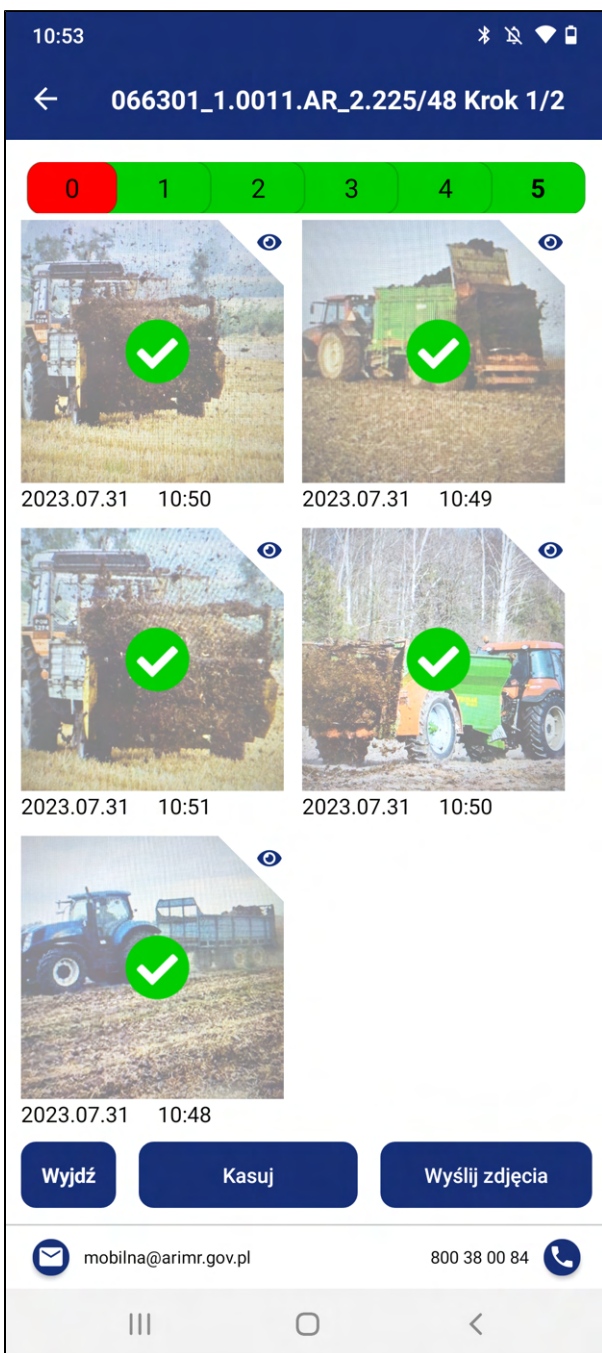 10:53
066301_1.0011.AR_2.225/48 Krok 1/2
0 1 2 3 4 5
2023.07.31 10:50
2023.07.31 10:49
2023.07.31 10:51
2023.07.31 10:50
2023.07.31 10:48
Wyjdź Kasuj Wyślij zdjęcia
mobilna@arimr.gov.pl 800 38 00 84